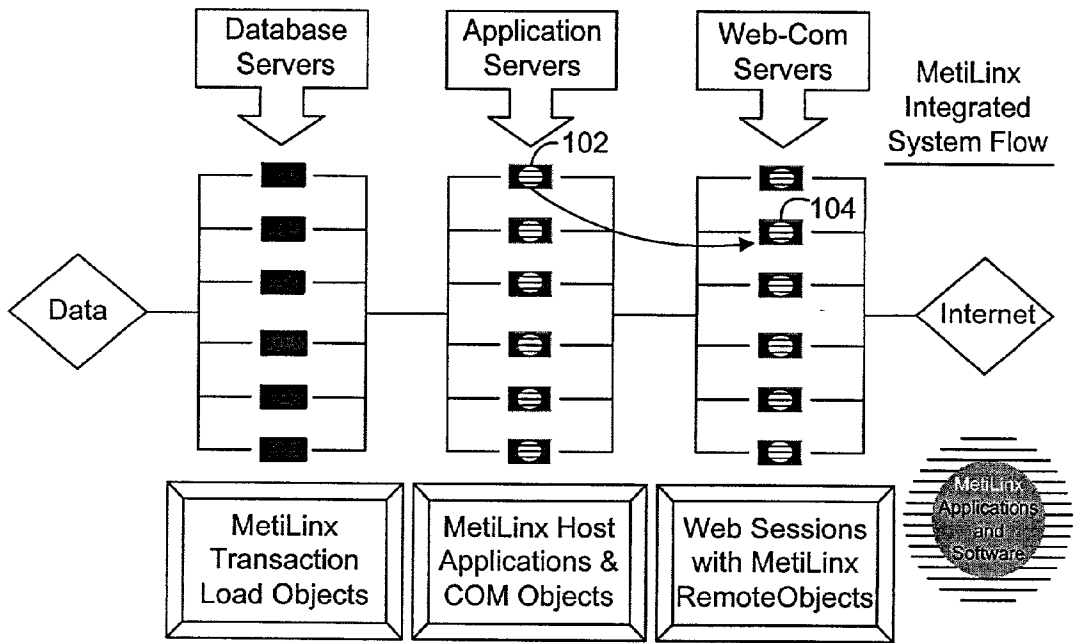 Database
Servers
Application
Servers
Web-Com
Servers
MetiLinx
Integrated
System Flow
102
104
Data
Internet
MetiLinx
Transaction
Load Objects
MetiLinx Host
Applications &
COM Objects
Web Sessions
with MetiLinx
RemoteObjects
MetiLinx
Applications
and
Software